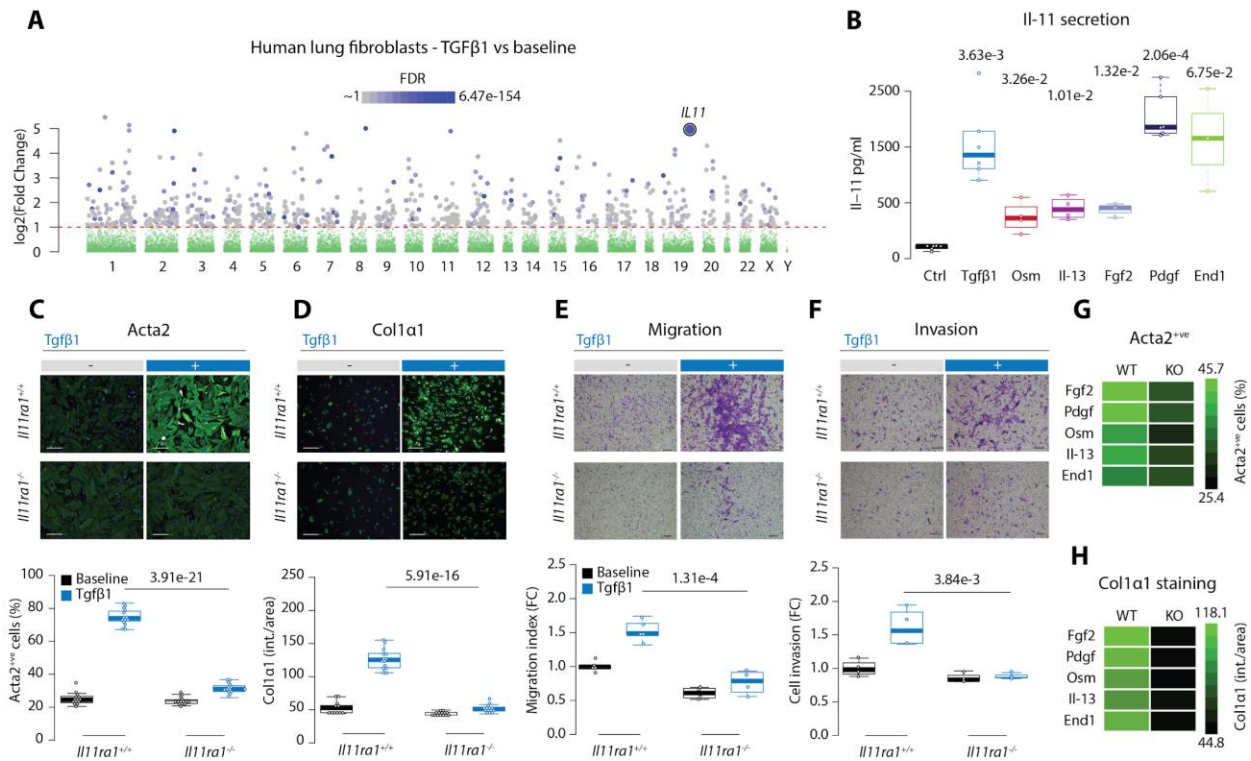 A
Human lung fibroblasts - TGFβ1 vs baseline
FDR
~1 6.47e-154
IL11
log2(Fold Change)
5
4
3
2
1
0
1 2 3 4 5 6 7 8 9 10 11 12 13 14 15 16 17 18 19 20 22 X Y
B
Il-11 secretion
3.63e-3 3.26e-2 1.01e-2 1.32e-2 2.06e-4 6.75e-2
Il−11 pg/ml
2500
1500
500
0
Ctrl Tgfβ1 Osm Il-13 Fgf2 Pdgf End1
C
Acta2
Tgfβ1
- +
Il11ra1+/+
Il11ra1-/-
Baseline
Tgfβ1
3.91e-21
Acta2+ve cells (%)
100
80
60
40
20
0
Il11ra1+/+ Il11ra1-/-
D
Col1α1
Tgfβ1
- +
Il11ra1+/+
Il11ra1-/-
5.91e-16
Col1α1 (int./area)
250
200
150
100
50
0
Il11ra1+/+ Il11ra1-/-
E
Migration
Tgfβ1
- +
Il11ra1+/+
Il11ra1-/-
Baseline
Tgfβ1
1.31e-4
Migration index (FC)
2.5
2.0
1.5
1.0
0.5
0.0
Il11ra1+/+ Il11ra1-/-
F
Invasion
Tgfβ1
- +
Il11ra1+/+
Il11ra1-/-
3.84e-3
Cell invasion (FC)
2.5
2.0
1.5
1.0
0.5
0.0
Il11ra1+/+ Il11ra1-/-
G
Acta2+ve
WT KO
Fgf2
Pdgf
Osm
Il-13
End1
45.7
25.4
Acta2+ve cells (%)
H
Col1α1 staining
WT KO
Fgf2
Pdgf
Osm
Il-13
End1
118.1
44.8
Col1α1 (int/area)